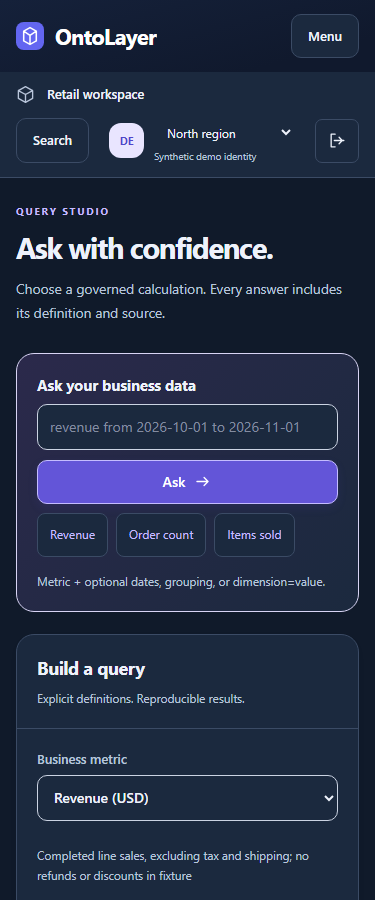 OntoLayer
Menu
Retail workspace
Search
DE
North region
Synthetic demo identity
QUERY STUDIO
Ask with confidence.
Choose a governed calculation. Every answer includes
its definition and source.
Ask your business data
revenue from 2026-10-01 to 2026-11-01
Ask →
Revenue
Order count
Items sold
Metric + optional dates, grouping, or dimension=value.
Build a query
Explicit definitions. Reproducible results.
Business metric
Revenue (USD)
Completed line sales, excluding tax and shipping; no
refunds or discounts in fixture